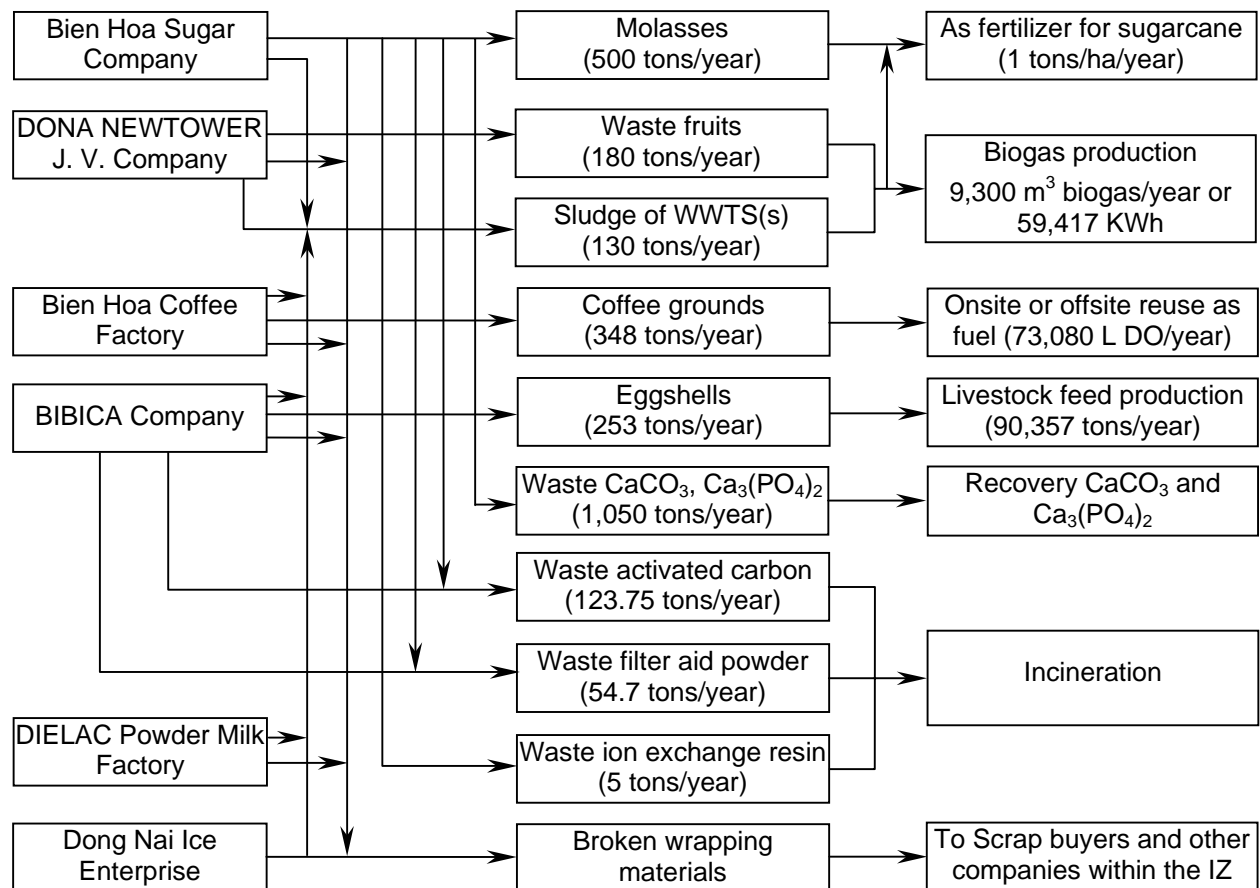 Bien Hoa Sugar
Company
DONA NEWTOWER
J. V. Company
Bien Hoa Coffee
Factory
BIBICA Company
DIELAC Powder Milk
Factory
Dong Nai Ice
Enterprise
Molasses
(500 tons/year)
Waste fruits
(180 tons/year)
Sludge of WWTS(s)
(130 tons/year)
Coffee grounds
(348 tons/year)
Eggshells
(253 tons/year)
Waste CaCO₃, Ca₃(PO₄)₂
(1,050 tons/year)
Waste activated carbon
(123.75 tons/year)
Waste filter aid powder
(54.7 tons/year)
Waste ion exchange resin
(5 tons/year)
Broken wrapping
materials
As fertilizer for sugarcane
(1 tons/ha/year)
Biogas production
9,300 m³ biogas/year or
59,417 KWh
Onsite or offsite reuse as
fuel (73,080 L DO/year)
Livestock feed production
(90,357 tons/year)
Recovery CaCO₃ and
Ca₃(PO₄)₂
Incineration
To Scrap buyers and other
companies within the IZ